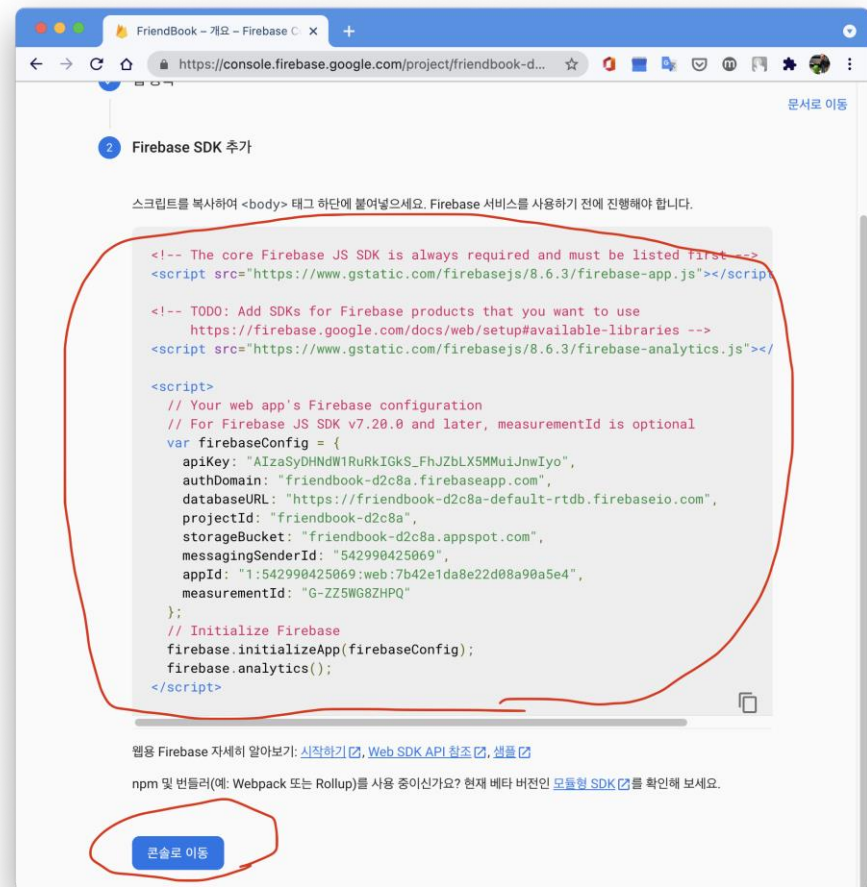 FriendBook – 개요 – Firebase C
https://console.firebase.google.com/project/friendbook-d...
문서로 이동
2 Firebase SDK 추가
스크립트를 복사하여 <body> 태그 하단에 붙여넣으세요. Firebase 서비스를 사용하기 전에 진행해야 합니다.
<!-- The core Firebase JS SDK is always required and must be listed first -->
<script src="https://www.gstatic.com/firebasejs/8.6.3/firebase-app.js"></script
<!-- TODO: Add SDKs for Firebase products that you want to use
https://firebase.google.com/docs/web/setup#available-libraries -->
<script src="https://www.gstatic.com/firebasejs/8.6.3/firebase-analytics.js"></
<script>
// Your web app's Firebase configuration
// For Firebase JS SDK v7.20.0 and later, measurementId is optional
var firebaseConfig = {
apiKey: "AIzaSyDHNdW1RuRkIGkS_FhJZbLX5MMuiJnwIyo",
authDomain: "friendbook-d2c8a.firebaseapp.com",
databaseURL: "https://friendbook-d2c8a-default-rtdb.firebaseio.com",
projectId: "friendbook-d2c8a",
storageBucket: "friendbook-d2c8a.appspot.com",
messagingSenderId: "542990425069",
appId: "1:542990425069:web:7b42e1da8e22d08a90a5e4",
measurementId: "G-ZZ5WG8ZHPQ"
};
// Initialize Firebase
firebase.initializeApp(firebaseConfig);
firebase.analytics();
</script>
웹용 Firebase 자세히 알아보기: 시작하기, Web SDK API 참조, 샘플
npm 및 번들러(예: Webpack 또는 Rollup)를 사용 중이신가요? 현재 베타 버전인 모듈형 SDK를 확인해 보세요.
콘솔로 이동